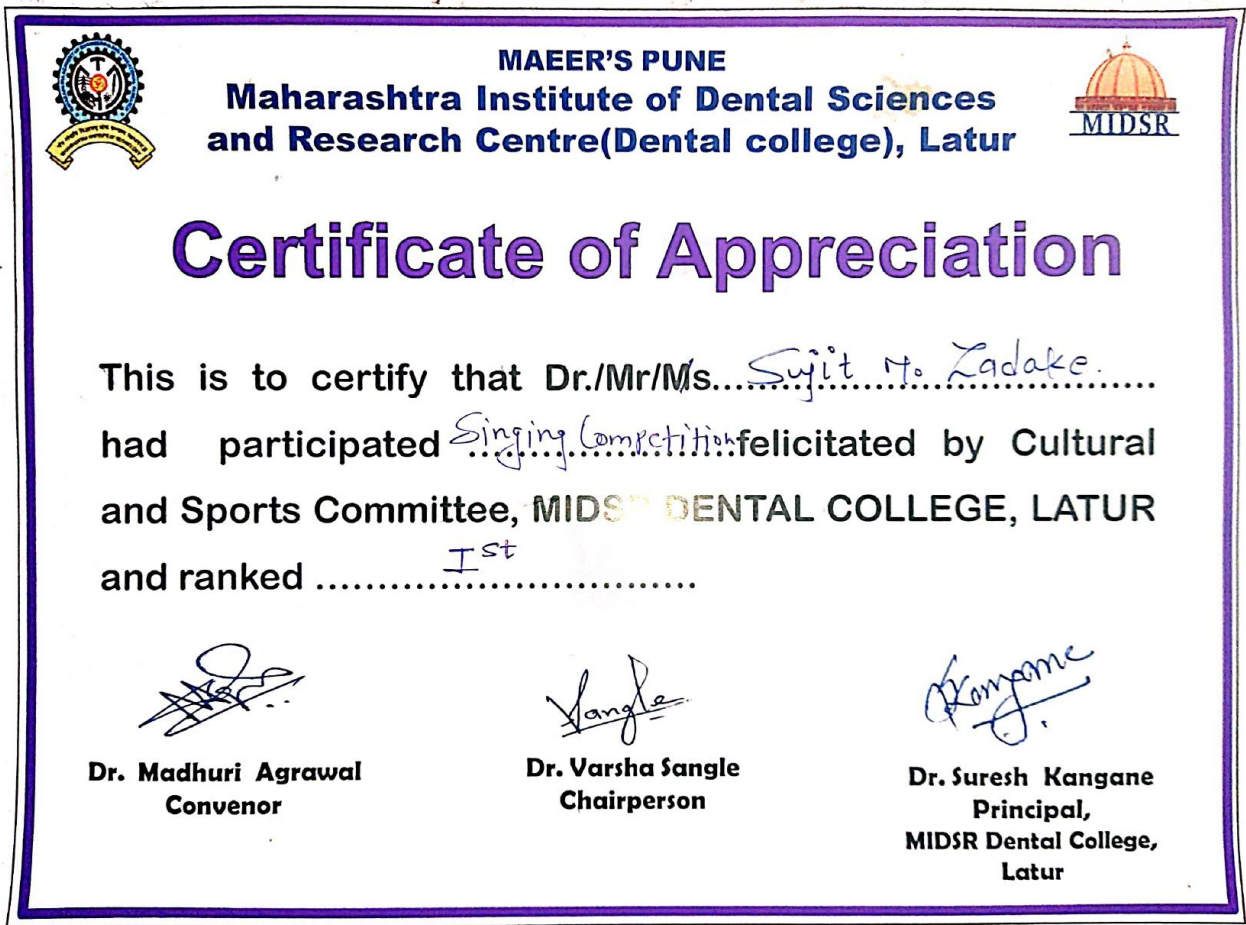 MAEER'S PUNE
Maharashtra Institute of Dental Sciences
and Research Centre(Dental college), Latur
MIDSR
Certificate of Appreciation
This is to certify that Dr./Mr/Ms....Sujit M. Zadake.
had participated Singing Competition felicitated by Cultural
and Sports Committee, MIDSR DENTAL COLLEGE, LATUR
and ranked ........Ist........
Dr. Madhuri Agrawal
Convenor
Sangle
Dr. Varsha Sangle
Chairperson
SKangane
Dr. Suresh Kangane
Principal,
MIDSR Dental College,
Latur